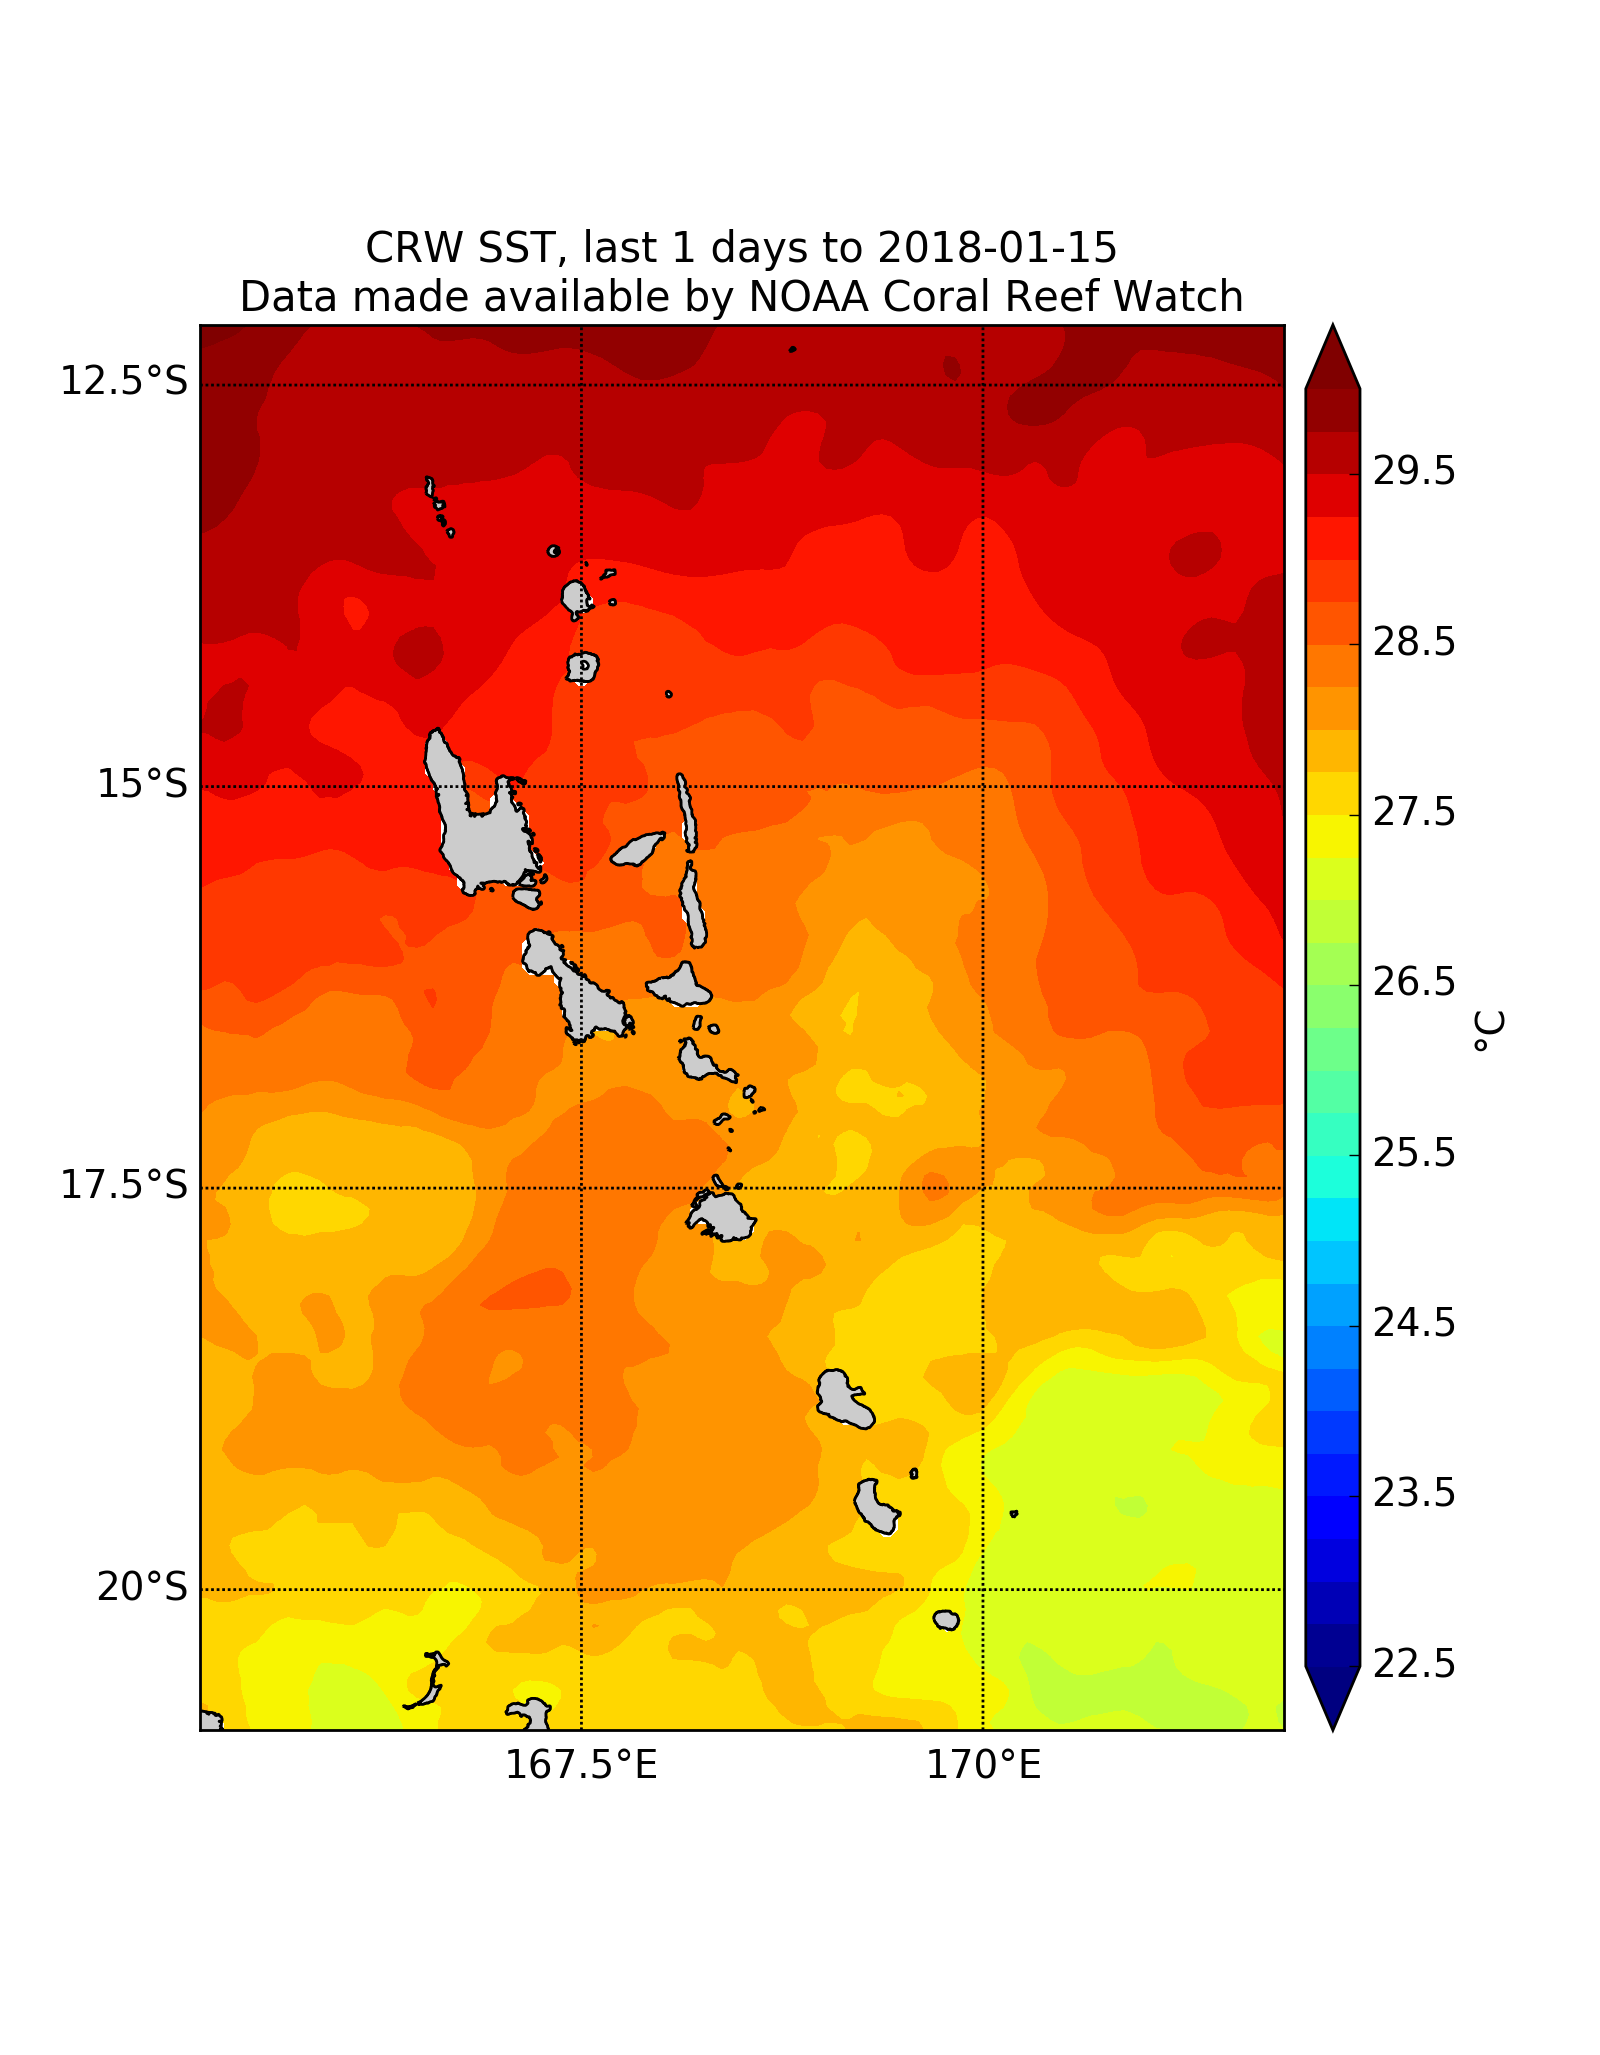 CRW SST, last 1 days to 2018-01-15
Data made available by NOAA Coral Reef Watch
12.5°S
15°S
17.5°S
20°S
167.5°E
170°E
29.5
28.5
27.5
26.5
25.5
24.5
23.5
22.5
°C